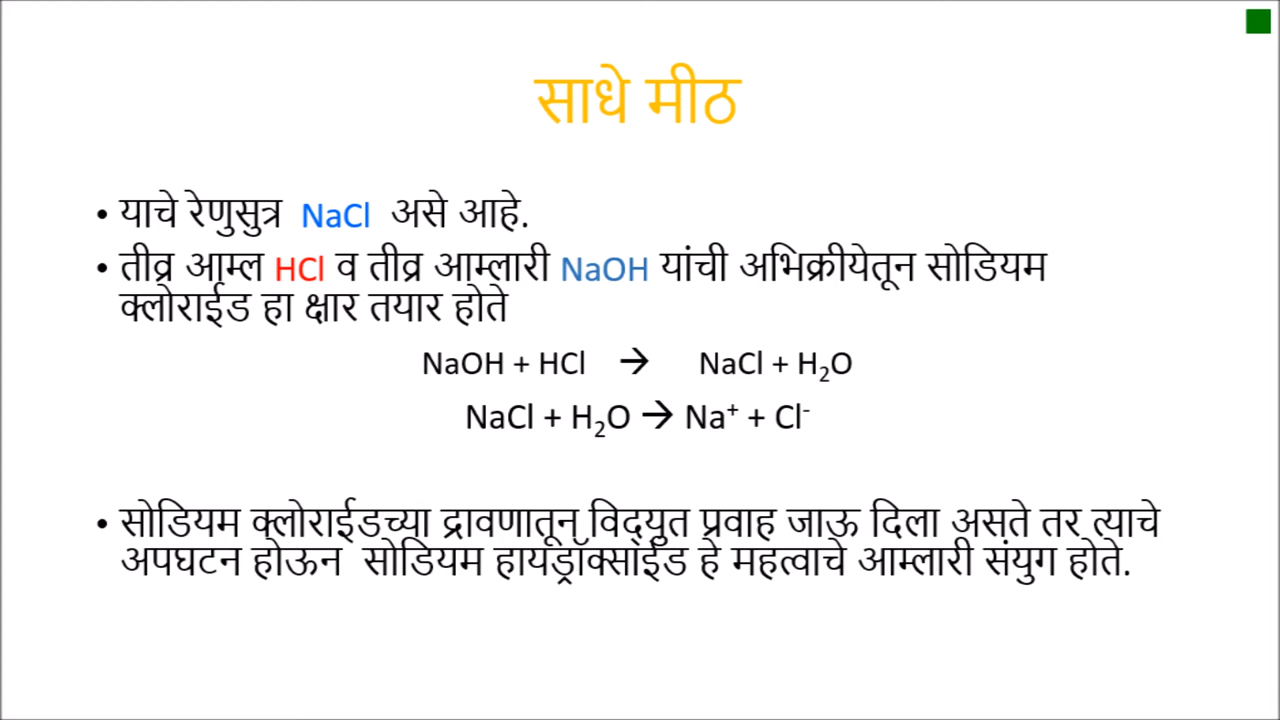 साधे मीठ
• याचे रेणुसुत्र NaCl असे आहे.
• तीव्र आम्ल HCl व तीव्र आम्लारी NaOH यांची अभिक्रीयेतून सोडियम
क्लोराईड हा क्षार तयार होते
NaOH + HCl → NaCl + H₂O
NaCl + H₂O → Na⁺ + Cl⁻
• सोडियम क्लोराईडच्या द्रावणातून विद्युत प्रवाह जाऊ दिला असते तर त्याचे
अपघटन होऊन सोडियम हायड्रॉक्साईड हे महत्वाचे आम्लारी संयुग होते.